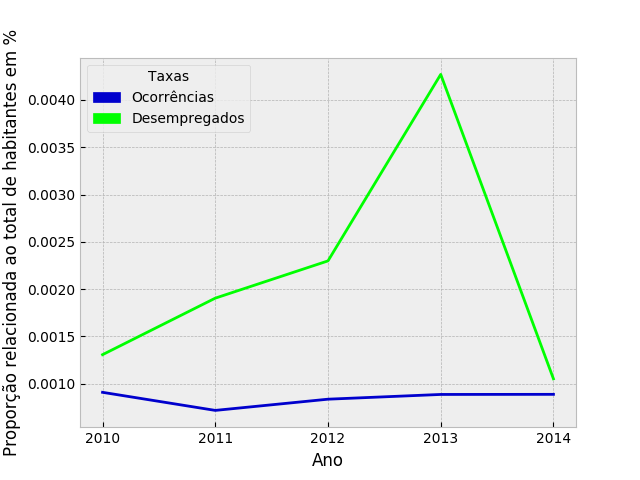 Proporção relacionada ao total de habitantes em %
Taxas
Ocorrências
Desempregados
0.0040
0.0035
0.0030
0.0025
0.0020
0.0015
0.0010
2010 2011 2012 2013 2014
Ano